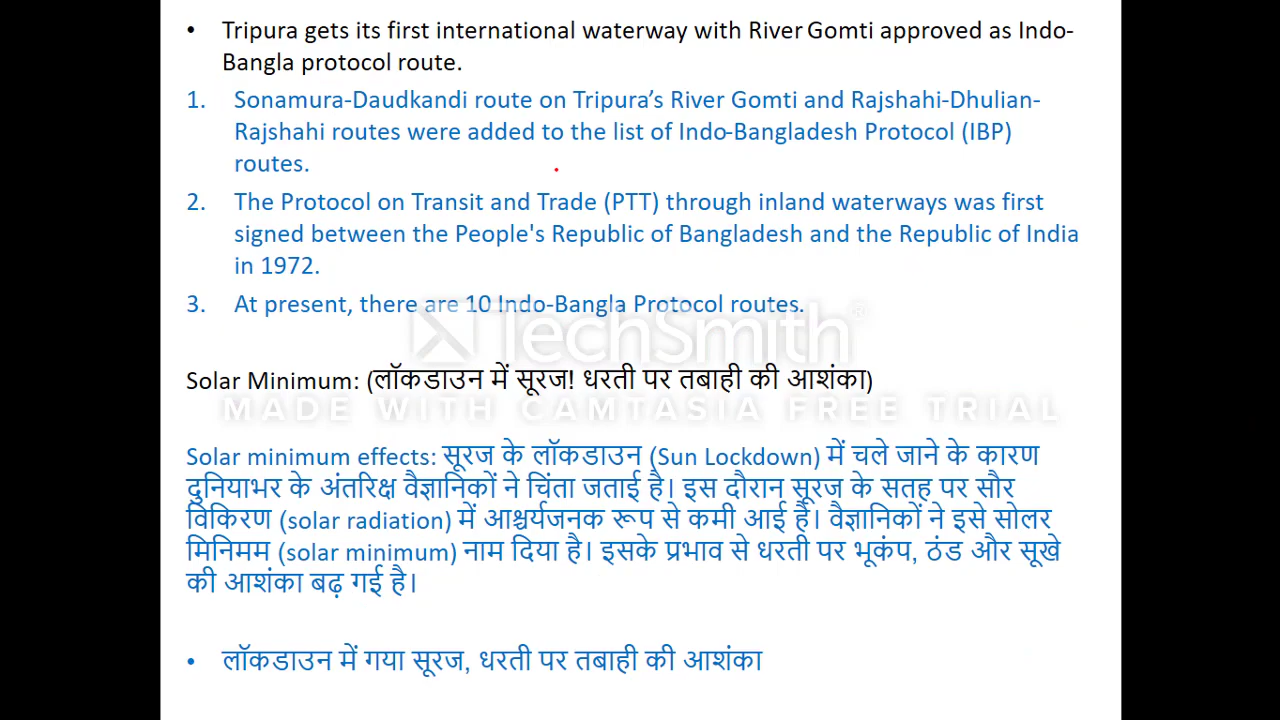 • Tripura gets its first international waterway with River Gomti approved as Indo-
Bangla protocol route.
1. Sonamura-Daudkandi route on Tripura’s River Gomti and Rajshahi-Dhulian-
Rajshahi routes were added to the list of Indo-Bangladesh Protocol (IBP)
routes.
2. The Protocol on Transit and Trade (PTT) through inland waterways was first
signed between the People's Republic of Bangladesh and the Republic of India
in 1972.
3. At present, there are 10 Indo-Bangla Protocol routes.
TechSmith®
Solar Minimum: (लॉकडाउन में सूरज! धरती पर तबाही की आशंका)
MADE WITH CAMTASIA FREE TRIAL
Solar minimum effects: सूरज के लॉकडाउन (Sun Lockdown) में चले जाने के कारण
दुनियाभर के अंतरिक्ष वैज्ञानिकों ने चिंता जताई है। इस दौरान सूरज के सतह पर सौर
विकिरण (solar radiation) में आश्चर्यजनक रूप से कमी आई है। वैज्ञानिकों ने इसे सोलर
मिनिमम (solar minimum) नाम दिया है। इसके प्रभाव से धरती पर भूकंप, ठंड और सूखे
की आशंका बढ़ गई है।
• लॉकडाउन में गया सूरज, धरती पर तबाही की आशंका